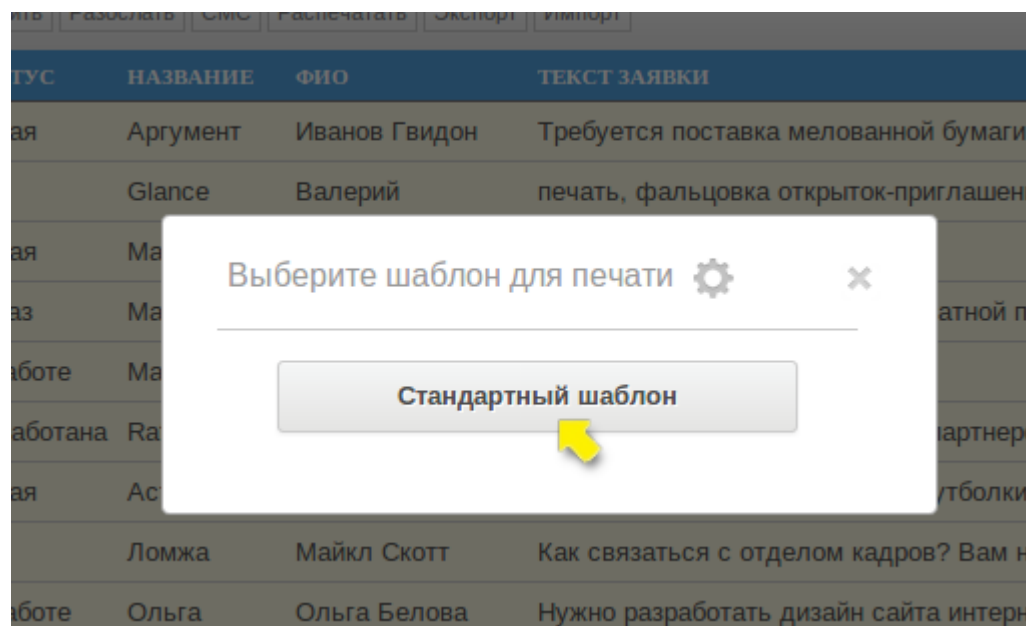 Разослать СМС Распечатать Экспорт Импорт
НАЗВАНИЕ ФИО ТЕКСТ ЗАЯВКИ
Аргумент Иванов Гвидон Требуется поставка мелованной бумаги
Glance Валерий печать, фальцовка открыток-приглашен
Выберите шаблон для печати
Стандартный шаблон
Ломжа Майкл Скотт Как связаться с отделом кадров? Вам н
Ольга Ольга Белова Нужно разработать дизайн сайта интерн